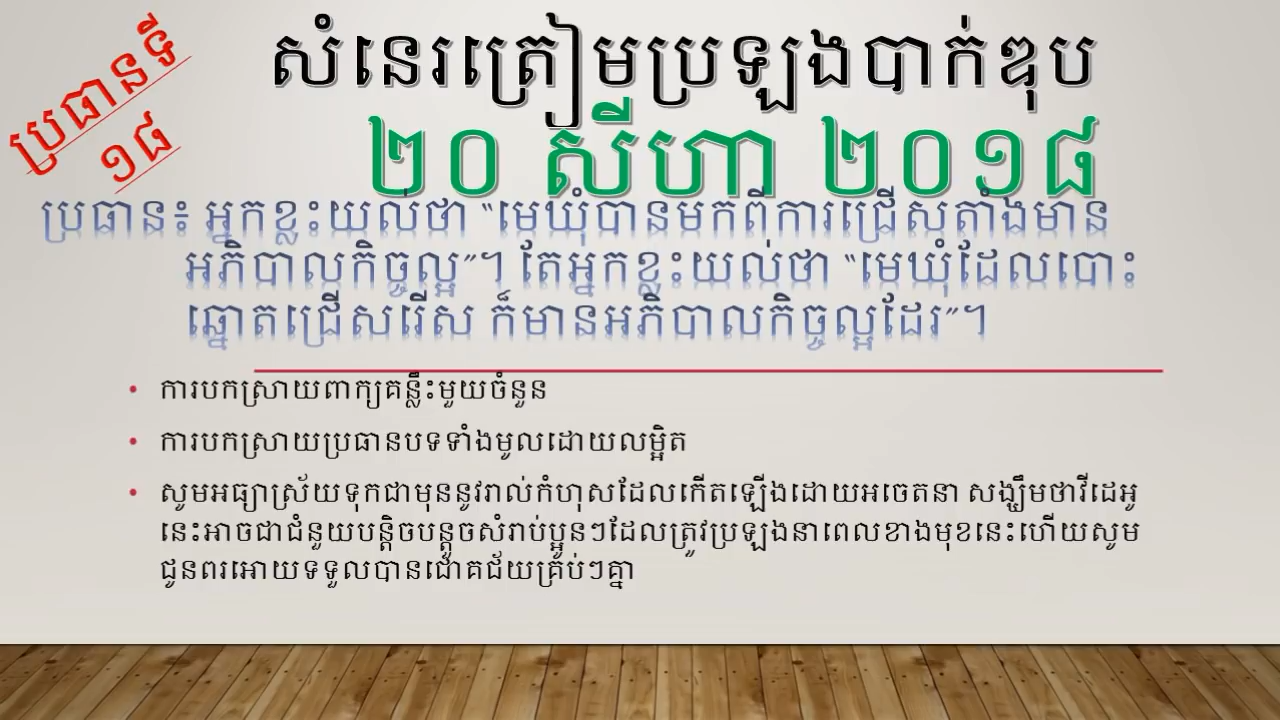 ប្រធានទី
១៨
សំនេរត្រៀមប្រឡងបាក់ឌុប
២០ សីហា ២០១៨
ប្រធាន៖ អ្នកខ្លះយល់ថា “មេឃុំបានមកពីការជ្រើសតាំងមាន
អភិបាលកិច្ចល្អ”។ តែអ្នកខ្លះយល់ថា “មេឃុំដែលបោះ
ឆ្នោតជ្រើសរើស ក៏មានអភិបាលកិច្ចល្អដែរ”។
• ការបកស្រាយពាក្យគន្លឹះមួយចំនួន
• ការបកស្រាយប្រធានបទទាំងមូលដោយលម្អិត
• សូមអធ្យាស្រ័យទុកជាមុននូវរាល់កំហុសដែលកើតឡើងដោយអចេតនា សង្ឃឹមថាវីដេអូ
នេះអាចជាជំនួយបន្តិចបន្តួចសំរាប់ប្អូនៗដែលត្រូវប្រឡងនាពេលខាងមុខនេះហើយសូម
ជូនពរអោយទទួលបានជោគជ័យគ្រប់ៗគ្នា